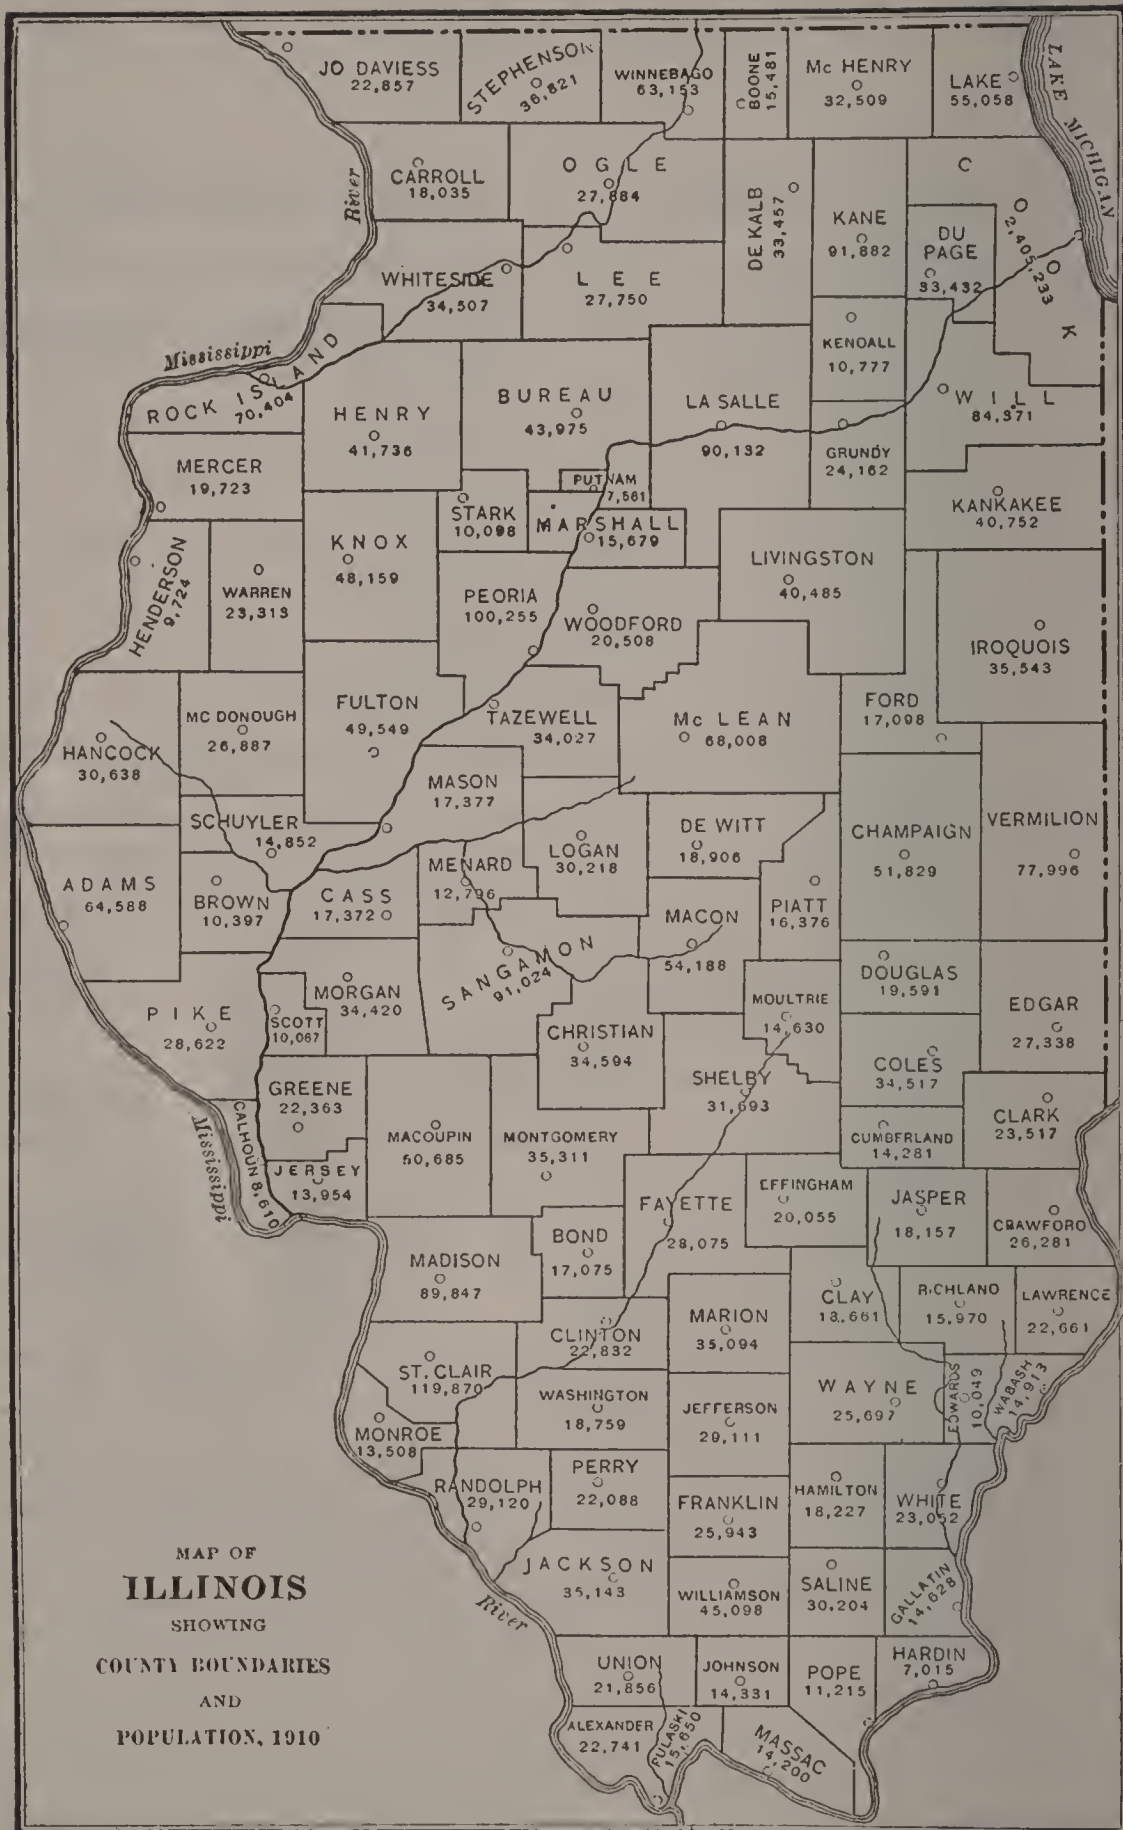 JO DAVIESS
22,857
STEPHENSON
36,821
WINNEBAGO
63,153
BOONE
15,481
Mc HENRY
32,509
LAKE
55,058
LAKE MICHIGAN
CARROLL
18,035
OGLE
27,884
DE KALB
33,457
KANE
91,882
DU
PAGE
33,432
COOK
2,405,233
River
WHITESIDE
34,507
LEE
27,750
KENDALL
10,777
Mississippi
ROCK ISLAND
70,404
HENRY
41,736
BUREAU
43,975
LA SALLE
90,132
GRUNDY
24,162
WILL
84,371
MERCER
19,723
PUTNAM
7,561
STARK
10,098
MARSHALL
15,679
KANKAKEE
40,752
HENDERSON
9,724
WARREN
23,313
KNOX
48,159
PEORIA
100,255
WOODFORD
20,508
LIVINGSTON
40,485
IROQUOIS
35,543
HANCOCK
30,638
MC DONOUGH
26,887
FULTON
49,549
TAZEWELL
34,027
Mc LEAN
68,008
FORD
17,098
MASON
17,377
SCHUYLER
14,852
ADAMS
64,588
BROWN
10,397
CASS
17,372
MENARD
12,796
LOGAN
30,218
DE WITT
18,906
PIATT
16,376
CHAMPAIGN
51,829
VERMILION
77,996
MACON
54,188
SANGAMON
91,024
PIKE
28,622
SCOTT
10,067
MORGAN
34,420
CHRISTIAN
34,594
MOULTRIE
14,630
DOUGLAS
19,591
EDGAR
27,338
GREENE
22,363
SHELBY
31,693
COLES
34,517
CLARK
23,517
CALHOUN 8,610
Mississippi
JERSEY
13,954
MACOUPIN
50,685
MONTGOMERY
35,311
CUMBERLAND
14,281
FAYETTE
28,075
EFFINGHAM
20,055
JASPER
18,157
CRAWFORD
26,281
MADISON
89,847
BOND
17,075
CLAY
18,661
RICHLAND
15,970
LAWRENCE
22,661
ST. CLAIR
119,870
CLINTON
22,832
MARION
35,094
WASHINGTON
18,759
JEFFERSON
29,111
WAYNE
25,697
EDWARDS
10,049
WABASH
14,913
MONROE
13,508
RANDOLPH
29,120
PERRY
22,088
FRANKLIN
25,943
HAMILTON
18,227
WHITE
23,052
JACKSON
35,143
WILLIAMSON
45,098
SALINE
30,204
GALLATIN
14,628
River
UNION
21,856
JOHNSON
14,331
POPE
11,215
HARDIN
7,015
ALEXANDER
22,741
PULASKI
15,650
MASSAC
14,200
MAP OF
ILLINOIS
SHOWING
COUNTY BOUNDARIES
AND
POPULATION, 1910